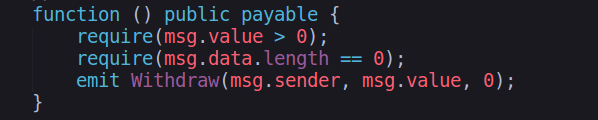 function () public payable {
    require(msg.value > 0);
    require(msg.data.length == 0);
    emit Withdraw(msg.sender, msg.value, 0);
}